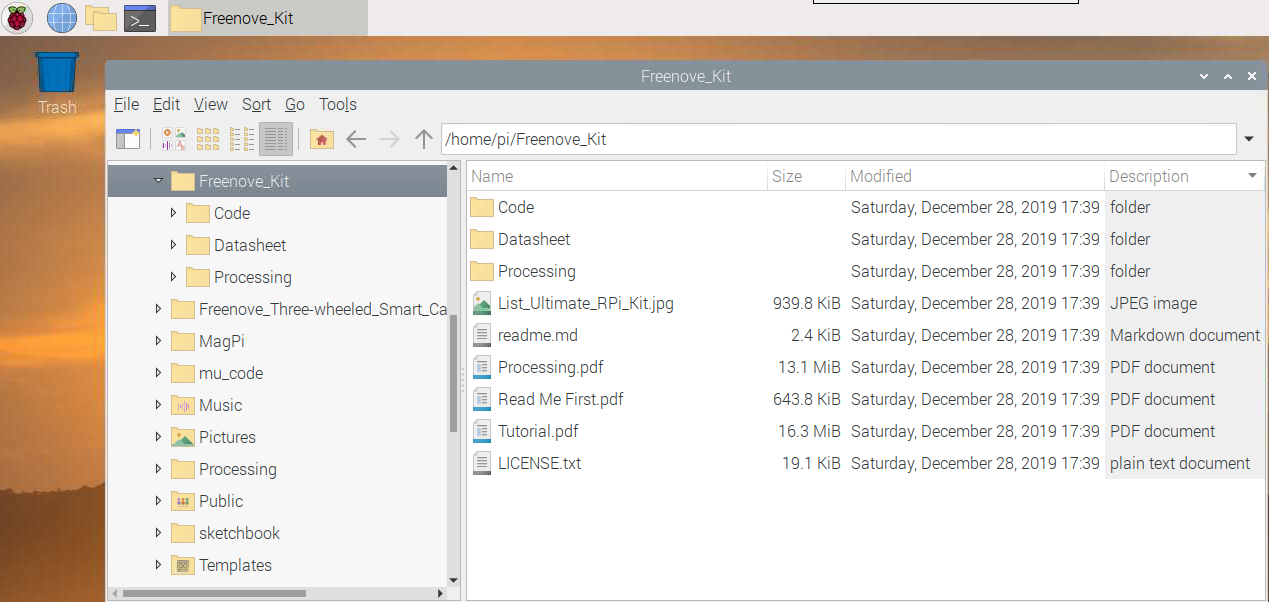 Freenove_Kit
Trash
Freenove_Kit
File Edit View Sort Go Tools
/home/pi/Freenove_Kit
Freenove_Kit
Code
Datasheet
Processing
Freenove_Three-wheeled_Smart_Ca
MagPi
mu_code
Music
Pictures
Processing
Public
sketchbook
Templates
Name Size Modified Description
Code Saturday, December 28, 2019 17:39 folder
Datasheet Saturday, December 28, 2019 17:39 folder
Processing Saturday, December 28, 2019 17:39 folder
List_Ultimate_RPi_Kit.jpg 939.8 KiB Saturday, December 28, 2019 17:39 JPEG image
readme.md 2.4 KiB Saturday, December 28, 2019 17:39 Markdown document
Processing.pdf 13.1 MiB Saturday, December 28, 2019 17:39 PDF document
Read Me First.pdf 643.8 KiB Saturday, December 28, 2019 17:39 PDF document
Tutorial.pdf 16.3 MiB Saturday, December 28, 2019 17:39 PDF document
LICENSE.txt 19.1 KiB Saturday, December 28, 2019 17:39 plain text document